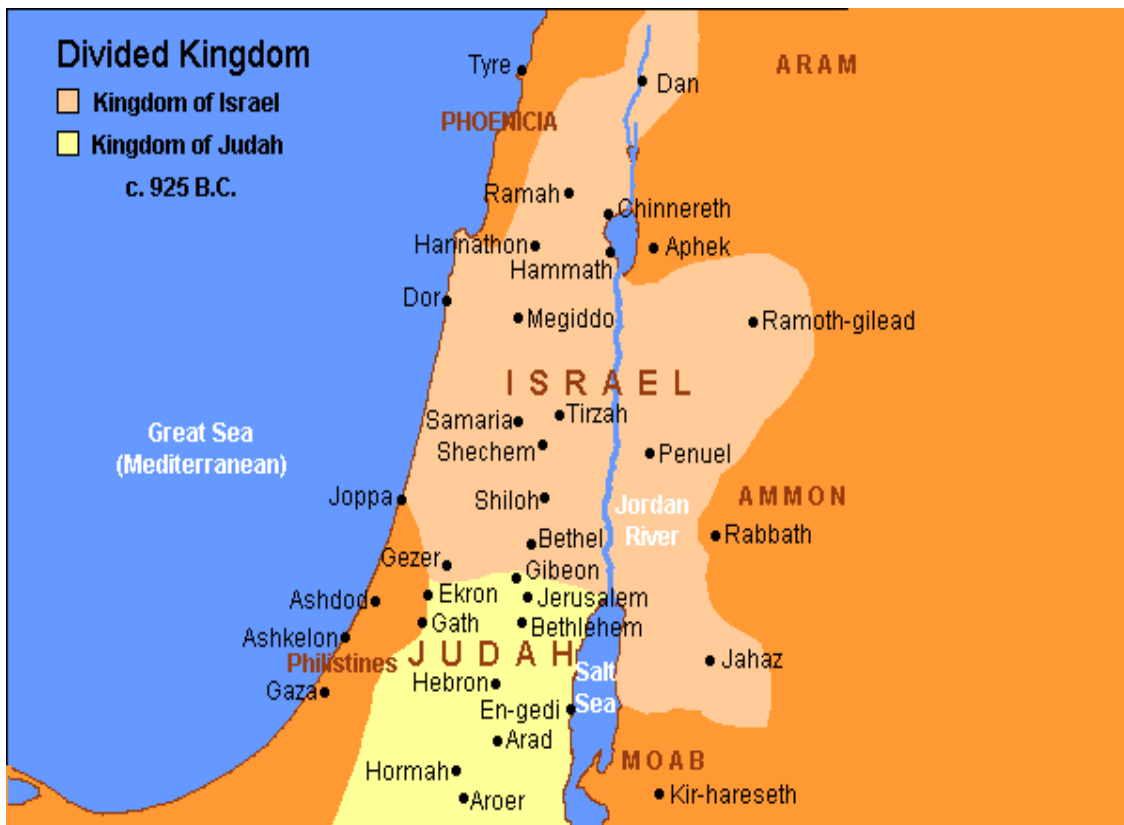 Divided Kingdom
Kingdom of Israel
Kingdom of Judah
c. 925 B.C.
Tyre
ARAM
Dan
PHOENICIA
Ramah
Chinnereth
Hannathon
Aphek
Hammath
Dor
Megiddo
Ramoth-gilead
ISRAEL
Samaria
Tirzah
Great Sea
(Mediterranean)
Shechem
Penuel
Joppa
Shiloh
Jordan
River
AMMON
Rabbath
Bethel
Gezer
Gibeon
Ekron
Jerusalem
Ashdod
Gath
Bethlehem
Ashkelon
Philistines
JUDAH
Jahaz
Salt
Sea
Hebron
Gaza
En-gedi
Arad
MOAB
Hormah
Aroer
Kir-hareseth